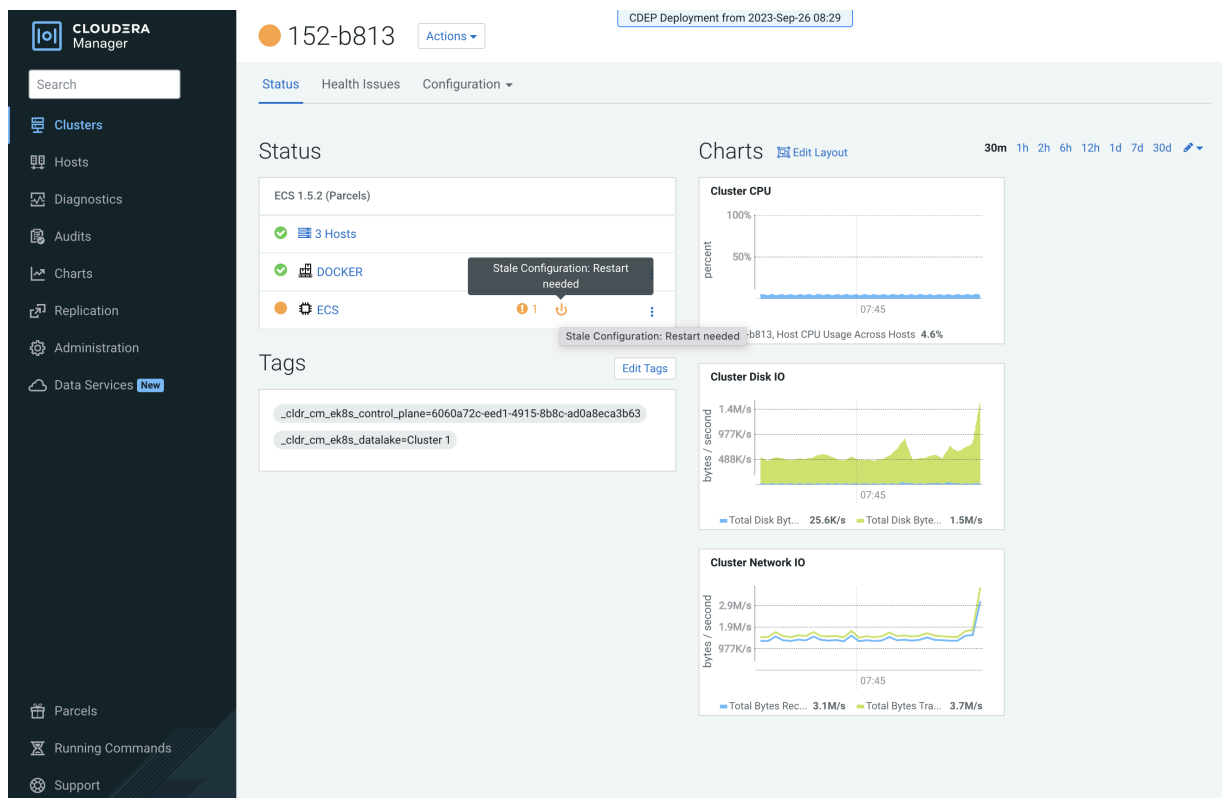 CLOUDERA
Manager
Search
Clusters
Hosts
Diagnostics
Audits
Charts
Replication
Administration
Data Services New
Parcels
Running Commands
Support
CDEP Deployment from 2023-Sep-26 08:29
152-b813
Actions
Status Health Issues Configuration
Status
ECS 1.5.2 (Parcels)
3 Hosts
DOCKER
Stale Configuration: Restart
needed
ECS 1
Stale Configuration: Restart needed
Tags
Edit Tags
_cldr_cm_ek8s_control_plane=6060a72c-eed1-4915-8b8c-ad0a8eca3b63
_cldr_cm_ek8s_datalake=Cluster 1
Charts Edit Layout
30m 1h 2h 6h 12h 1d 7d 30d
Cluster CPU
percent
100%
50%
07:45
b813, Host CPU Usage Across Hosts 4.6%
Cluster Disk IO
bytes / second
1.4M/s
977K/s
488K/s
07:45
Total Disk Byt... 25.6K/s Total Disk Byte... 1.5M/s
Cluster Network IO
bytes / second
2.9M/s
1.9M/s
977K/s
07:45
Total Bytes Rec... 3.1M/s Total Bytes Tra... 3.7M/s